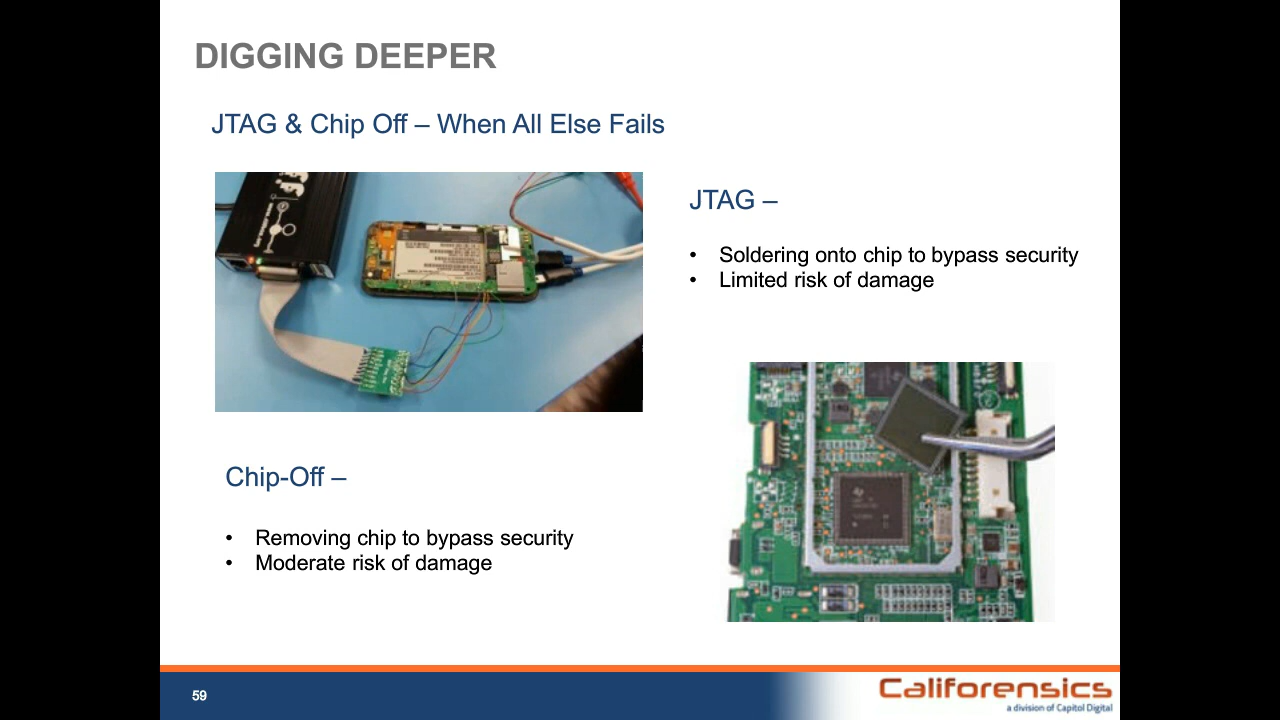 DIGGING DEEPER
JTAG & Chip Off – When All Else Fails
JTAG –
• Soldering onto chip to bypass security
• Limited risk of damage
Chip-Off –
• Removing chip to bypass security
• Moderate risk of damage
59
Califorensics
a division of Capitol Digital